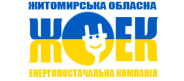 ЖИТОМИРСЬКА ОБЛАСНА
ЖОЕК
ЕНЕРГОПОСТАЧАЛЬНА КОМПАНІЯ